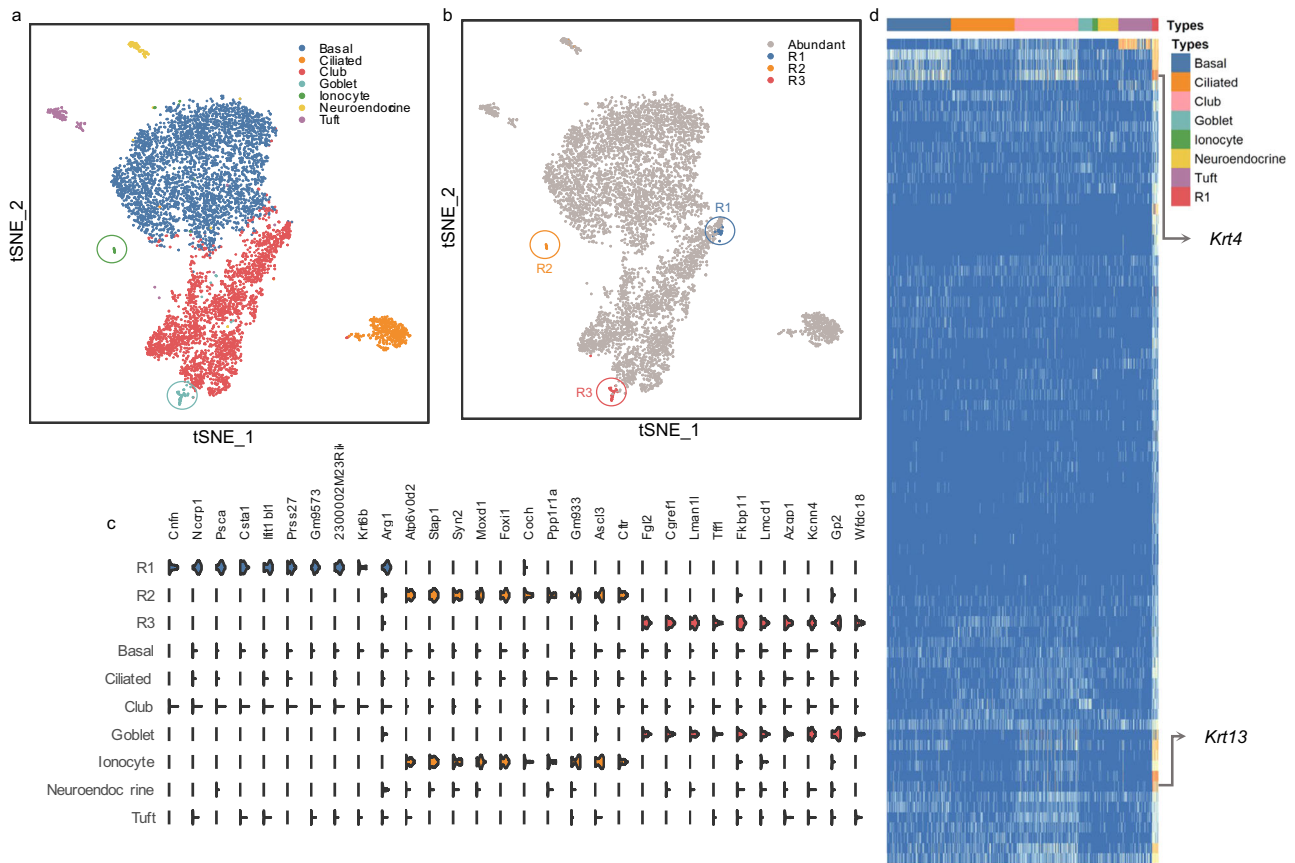 a
Basal
Ciliated
Club
Goblet
Ionocyte
Neuroendocrine
Tuft
tSNE_2
tSNE_1
b
Abundant
R1
R2
R3
R1
R2
R3
tSNE_2
tSNE_1
d
Types
Types
Basal
Ciliated
Club
Goblet
Ionocyte
Neuroendocrine
Tuft
R1
Krt4
Krt13
c
Cnfn
Nccrp1
Psca
Csta1
Ifit1bl1
Prss27
Gm9573
2300002M23Rik
Krt6b
Arg1
Atp6v0d2
Stap1
Syn2
Moxd1
Foxi1
Coch
Ppp1r1a
Gm933
Ascl3
Cftr
Fgl2
Cgref1
Lman1l
Tff1
Fkbp11
Lmcd1
Azgp1
Kcnn4
Gp2
Wfdc18
R1
R2
R3
Basal
Ciliated
Club
Goblet
Ionocyte
Neuroendoc rine
Tuft